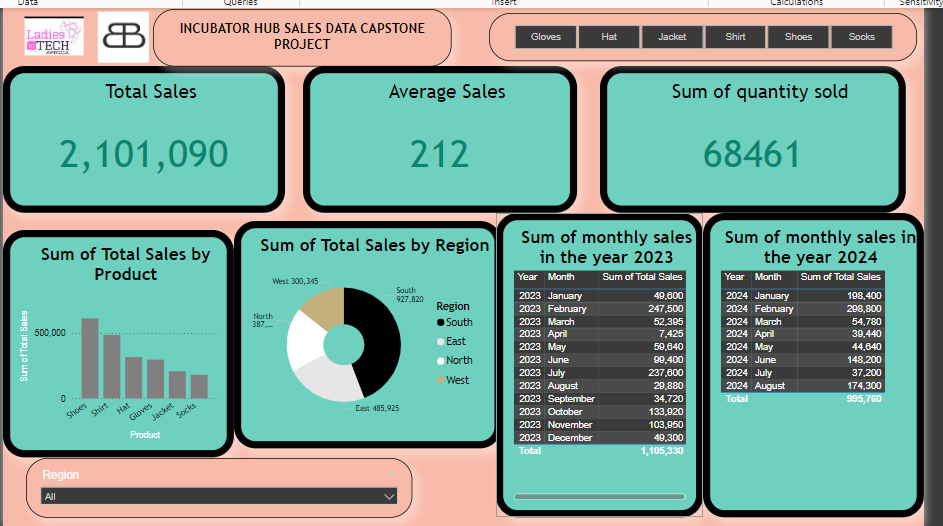 Data Queries Insert Calculations Sensitivity
Ladies
in TECH
AFRICA
INCUBATOR HUB SALES DATA CAPSTONE
PROJECT
Gloves Hat Jacket Shirt Shoes Socks
Total Sales
2,101,090
Average Sales
212
Sum of quantity sold
68461
Sum of Total Sales by
Product
Sum of Total Sales
500,000
0
Shoes Shirt Hat Gloves Jacket Socks
Product
Sum of Total Sales by Region
West 300,345
South
927,820
North
387,...
East 485,925
Region
South
East
North
West
Sum of monthly sales
in the year 2023
Year Month Sum of Total Sales
2023 January 49,600
2023 February 247,500
2023 March 52,395
2023 April 7,425
2023 May 59,640
2023 June 99,400
2023 July 237,600
2023 August 29,880
2023 September 34,720
2023 October 133,920
2023 November 103,950
2023 December 49,300
Total 1,105,330
Sum of monthly sales in
the year 2024
Year Month Sum of Total Sales
2024 January 198,400
2024 February 298,800
2024 March 54,780
2024 April 39,440
2024 May 44,640
2024 June 148,200
2024 July 37,200
2024 August 174,300
Total 995,760
Region
All